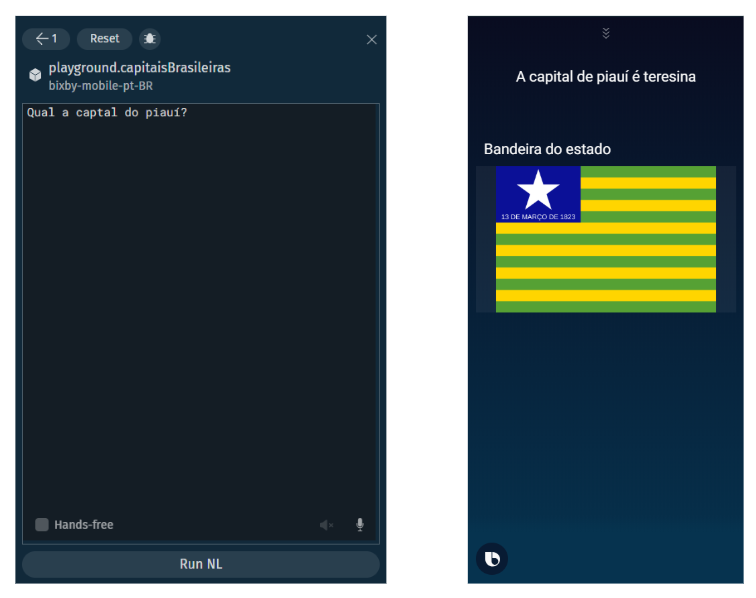 1
Reset
playground.capitaisBrasileiras
bixby-mobile-pt-BR
Qual a captal do piauí?
Hands-free
Run NL
A capital de piauí é teresina
Bandeira do estado
13 DE MARÇO DE 1823